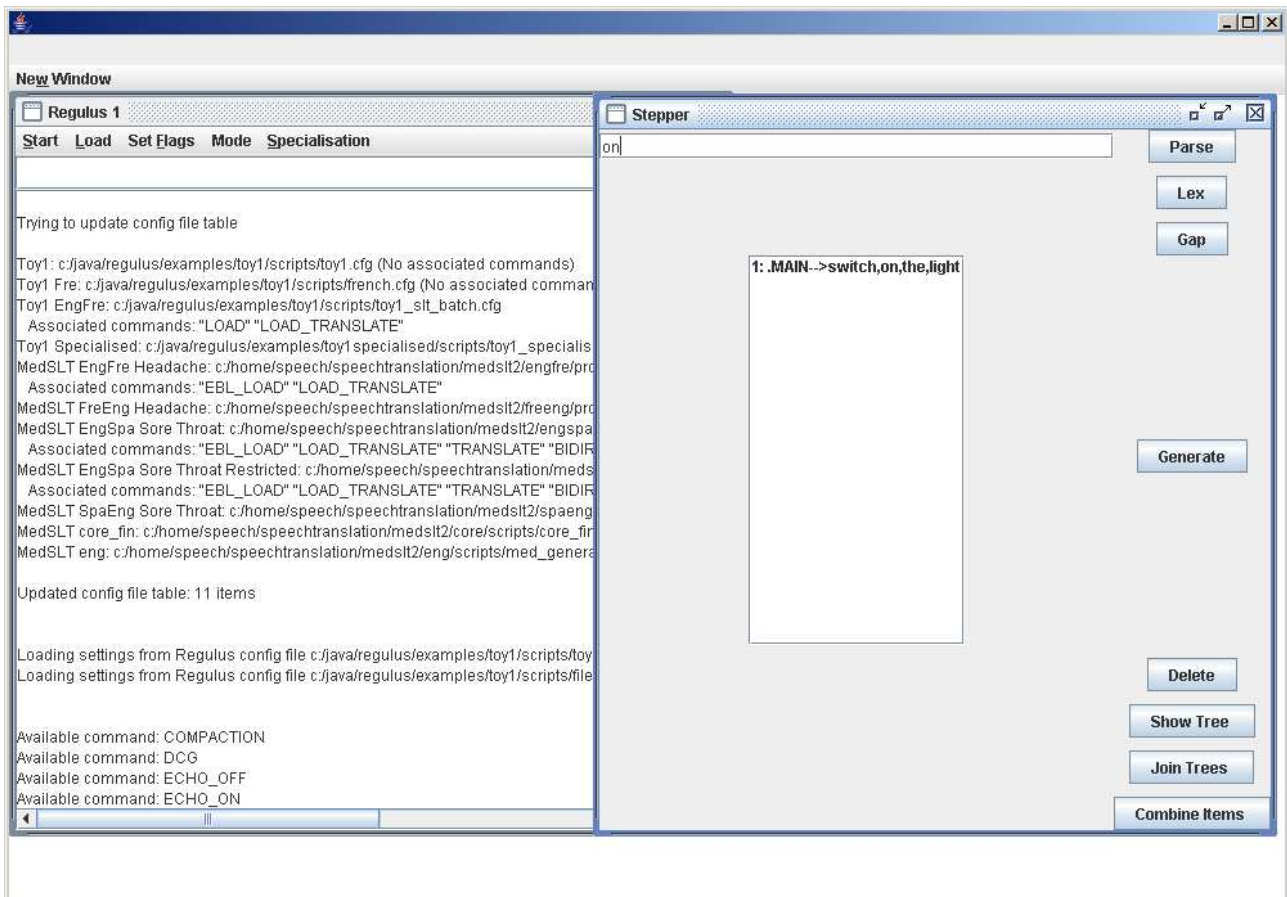 New Window
Regulus 1
Start Load Set Flags Mode Specialisation
Trying to update config file table
Toy1: c:/java/regulus/examples/toy1/scripts/toy1.cfg (No associated commands)
Toy1 Fre: c:/java/regulus/examples/toy1/scripts/french.cfg (No associated comman
Toy1 EngFre: c:/java/regulus/examples/toy1/scripts/toy1_slt_batch.cfg
Associated commands: "LOAD" "LOAD_TRANSLATE"
Toy1 Specialised: c:/java/regulus/examples/toy1specialised/scripts/toy1_specialis
MedSLT EngFre Headache: c:/home/speech/speechtranslation/medslt2/engfre/pro
Associated commands: "EBL_LOAD" "LOAD_TRANSLATE"
MedSLT FreEng Headache: c:/home/speech/speechtranslation/medslt2/freeng/pro
MedSLT EngSpa Sore Throat: c:/home/speech/speechtranslation/medslt2/engspa
Associated commands: "EBL_LOAD" "LOAD_TRANSLATE" "TRANSLATE" "BIDIR
MedSLT EngSpa Sore Throat Restricted: c:/home/speech/speechtranslation/meds
Associated commands: "EBL_LOAD" "LOAD_TRANSLATE" "TRANSLATE" "BIDIR
MedSLT SpaEng Sore Throat: c:/home/speech/speechtranslation/medslt2/spaeng
MedSLT core_fin: c:/home/speech/speechtranslation/medslt2/core/scripts/core_fin
MedSLT eng: c:/home/speech/speechtranslation/medslt2/eng/scripts/med_genera
Updated config file table: 11 items
Loading settings from Regulus config file c:/java/regulus/examples/toy1/scripts/toy
Loading settings from Regulus config file c:/java/regulus/examples/toy1/scripts/file
Available command: COMPACTION
Available command: DCG
Available command: ECHO_OFF
Available command: ECHO_ON
Stepper
on
Parse
Lex
Gap
1: .MAIN-->switch,on,the,light
Generate
Delete
Show Tree
Join Trees
Combine Items